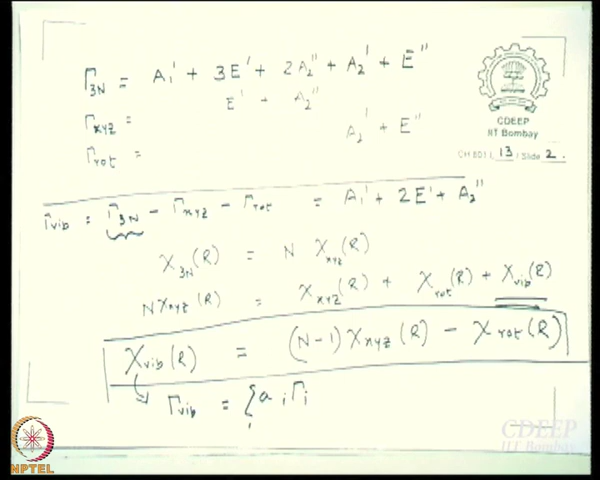 Γ3N = A1' + 3E' + 2A2'' + A2' + E''
Γxyz = E' + A2''
Γrot = A2' + E''
CDEEP
IIT Bombay
CH 601 L 13 / Slide 2
Γvib = Γ3N - Γxyz - Γrot = A1' + 2E' + A2''
χ3N(R) = N χxyz(R)
Nχxyz(R) = χxyz(R) + χrot(R) + χvib(R)
χvib(R) = (N-1) χxyz(R) - χrot(R)
Γvib = { ai Γi
CDEEP
IIT Bombay
NPTEL